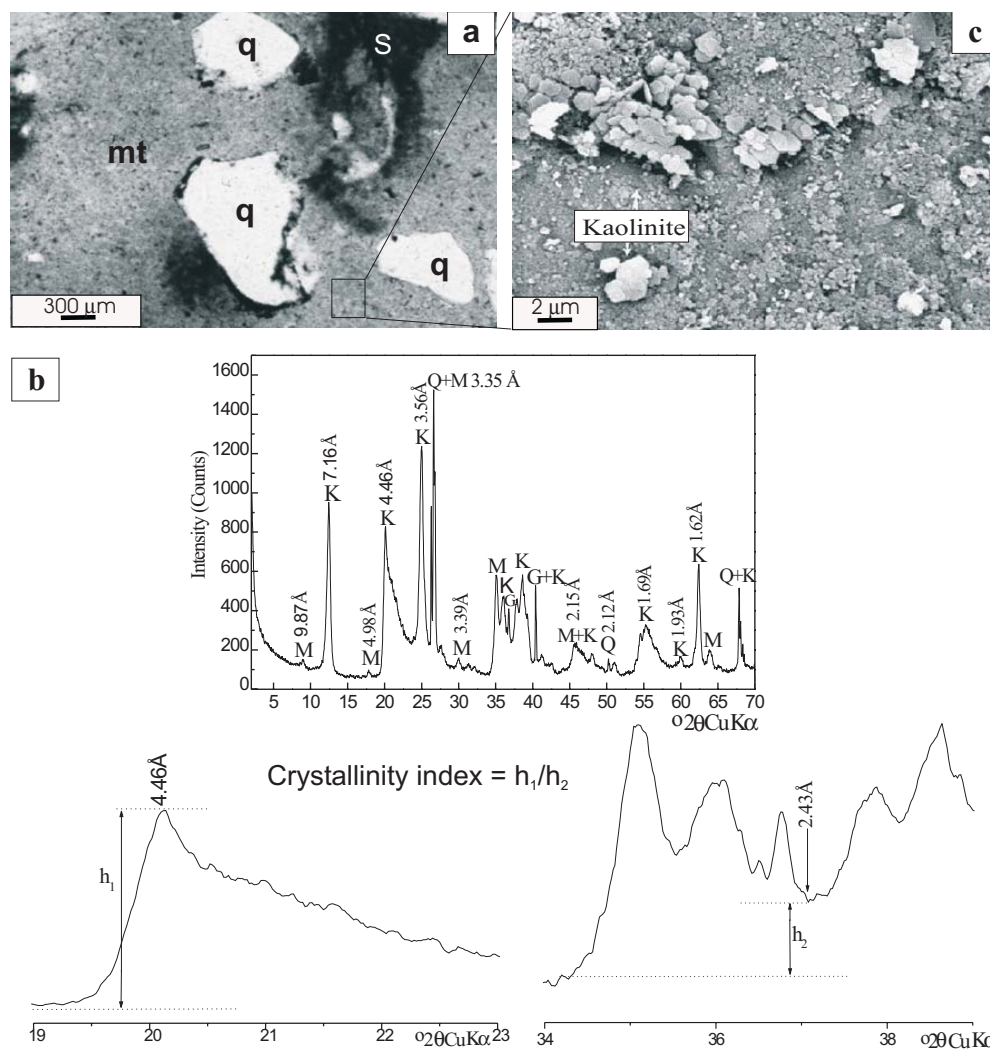 q
S
a
mt
q
q
300 µm
c
Kaolinite
2 µm
b
Intensity (Counts)
1600
1400
1200
1000
800
600
400
200
0
M 9.87Å
K 7.16Å
M 4.98Å
K 4.46Å
K 3.56Å
Q+M 3.35 Å
M 3.39Å
M
K
G
K
G+K
M+K 2.15Å
Q 2.12Å
K 1.69Å
K 1.93Å
K 1.62Å
M
Q+K
5 10 15 20 25 30 35 40 45 50 55 60 65 70
o2θCuKα
Crystallinity index = h1/h2
4.46Å
h1
19 20 21 22 23
o2θCuKα
2.43Å
h2
34 36 38
o2θCuKα